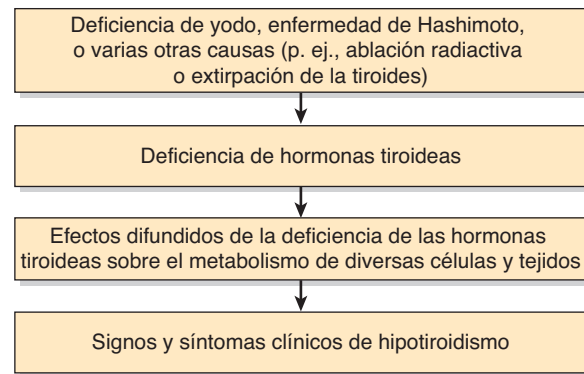 Deficiencia de yodo, enfermedad de Hashimoto,
o varias otras causas (p. ej., ablación radiactiva
o extirpación de la tiroides)
Deficiencia de hormonas tiroideas
Efectos difundidos de la deficiencia de las hormonas
tiroideas sobre el metabolismo de diversas células y tejidos
Signos y síntomas clínicos de hipotiroidismo